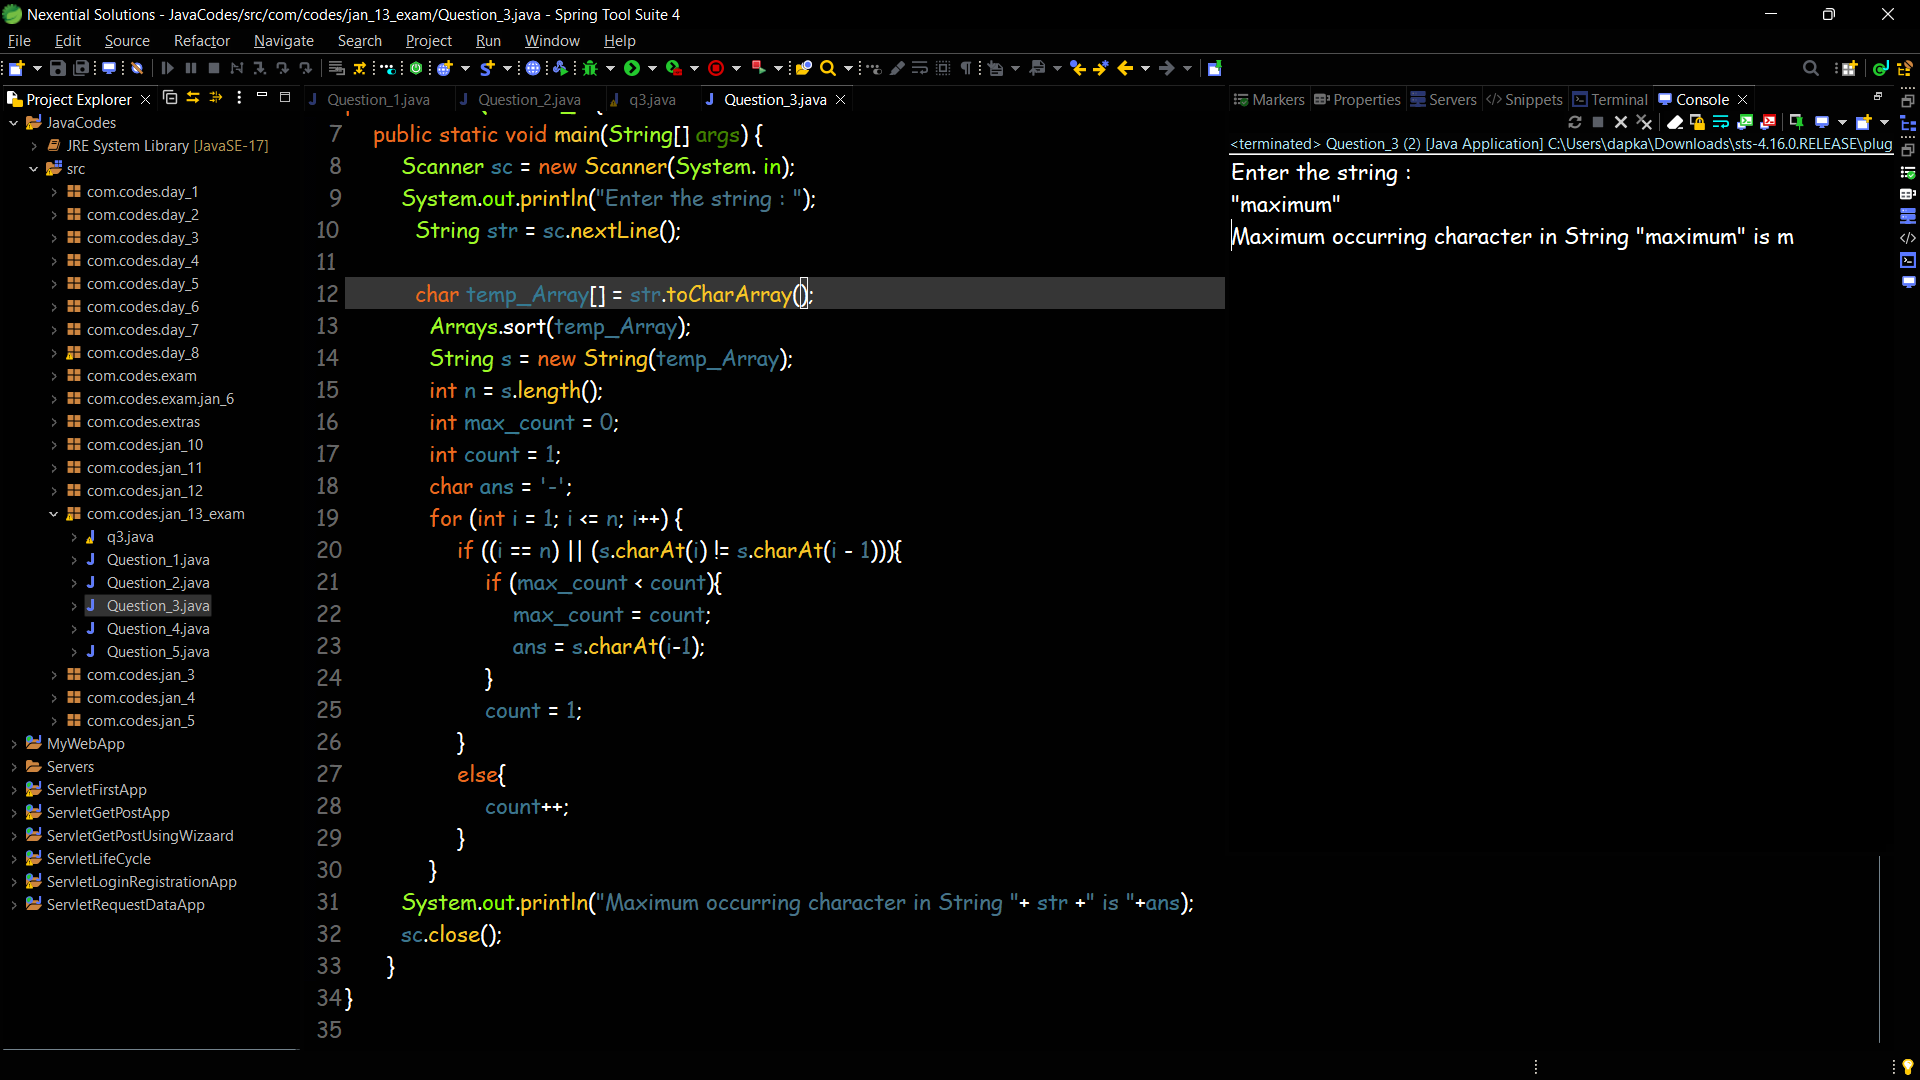 Nexential Solutions - JavaCodes/src/com/codes/jan_13_exam/Question_3.java - Spring Tool Suite 4
File Edit Source Refactor Navigate Search Project Run Window Help
Project Explorer
JavaCodes
JRE System Library [JavaSE-17]
src
com.codes.day_1
com.codes.day_2
com.codes.day_3
com.codes.day_4
com.codes.day_5
com.codes.day_6
com.codes.day_7
com.codes.day_8
com.codes.exam
com.codes.exam.jan_6
com.codes.extras
com.codes.jan_10
com.codes.jan_11
com.codes.jan_12
com.codes.jan_13_exam
q3.java
Question_1.java
Question_2.java
Question_3.java
Question_4.java
Question_5.java
com.codes.jan_3
com.codes.jan_4
com.codes.jan_5
MyWebApp
Servers
ServletFirstApp
ServletGetPostApp
ServletGetPostUsingWizaard
ServletLifeCycle
ServletLoginRegistrationApp
ServletRequestDataApp
Question_1.java Question_2.java q3.java Question_3.java
7 public static void main(String[] args) {
8 Scanner sc = new Scanner(System. in);
9 System.out.println("Enter the string : ");
10 String str = sc.nextLine();
11
12 char temp_Array[] = str.toCharArray();
13 Arrays.sort(temp_Array);
14 String s = new String(temp_Array);
15 int n = s.length();
16 int max_count = 0;
17 int count = 1;
18 char ans = '-';
19 for (int i = 1; i <= n; i++) {
20 if ((i == n) || (s.charAt(i) != s.charAt(i - 1))){
21 if (max_count < count){
22 max_count = count;
23 ans = s.charAt(i-1);
24 }
25 count = 1;
26 }
27 else{
28 count++;
29 }
30 }
31 System.out.println("Maximum occurring character in String "+ str +" is "+ans);
32 sc.close();
33 }
34 }
35
Markers Properties Servers Snippets Terminal Console
<terminated> Question_3 (2) [Java Application] C:\Users\dapka\Downloads\sts-4.16.0.RELEASE\plug
Enter the string :
"maximum"
Maximum occurring character in String "maximum" is m